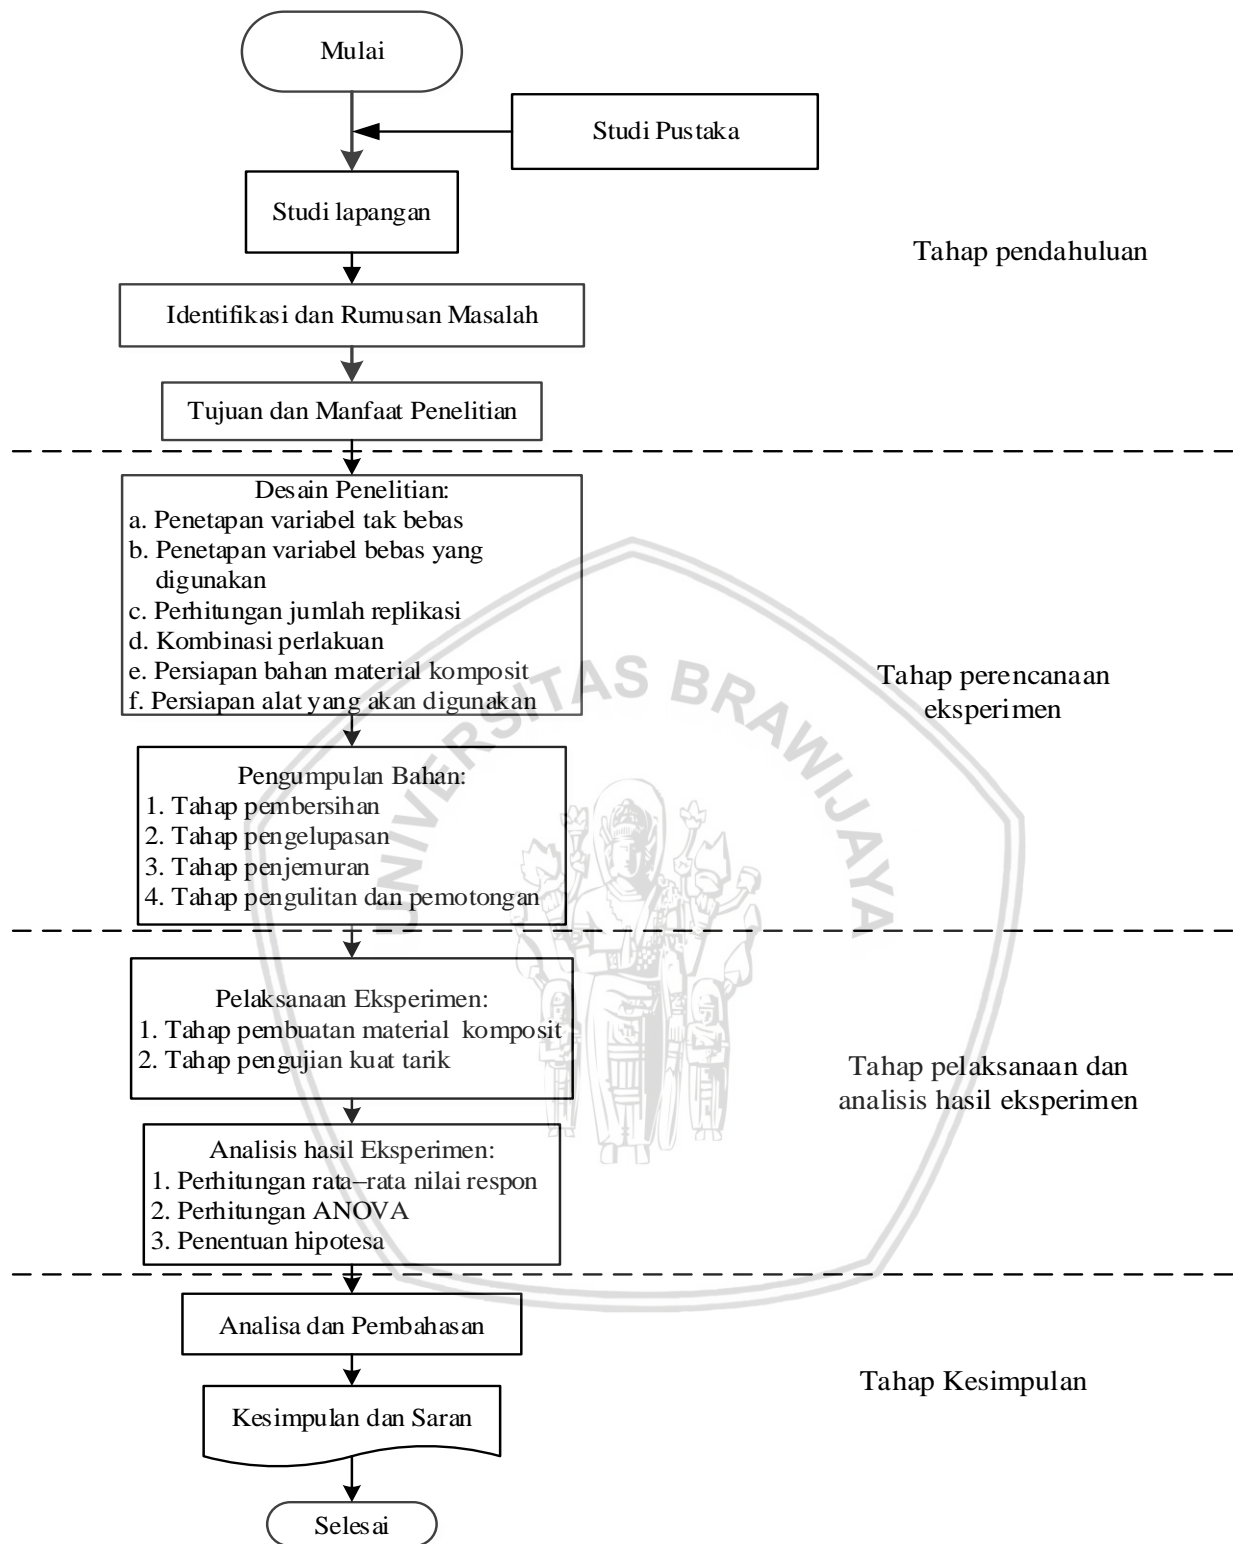 Mulai
Studi Pustaka
Studi lapangan
Tahap pendahuluan
Identifikasi dan Rumusan Masalah
Tujuan dan Manfaat Penelitian
Desain Penelitian:
a. Penetapan variabel tak bebas
b. Penetapan variabel bebas yang
digunakan
c. Perhitungan jumlah replikasi
d. Kombinasi perlakuan
e. Persiapan bahan material komposit
f. Persiapan alat yang akan digunakan
Tahap perencanaan
eksperimen
UNIVERSITAS BRAWIJAYA
Pengumpulan Bahan:
1. Tahap pembersihan
2. Tahap pengelupasan
3. Tahap penjemuran
4. Tahap pengulitan dan pemotongan
Pelaksanaan Eksperimen:
1. Tahap pembuatan material komposit
2. Tahap pengujian kuat tarik
Tahap pelaksanaan dan
analisis hasil eksperimen
Analisis hasil Eksperimen:
1. Perhitungan rata–rata nilai respon
2. Perhitungan ANOVA
3. Penentuan hipotesa
Analisa dan Pembahasan
Tahap Kesimpulan
Kesimpulan dan Saran
Selesai